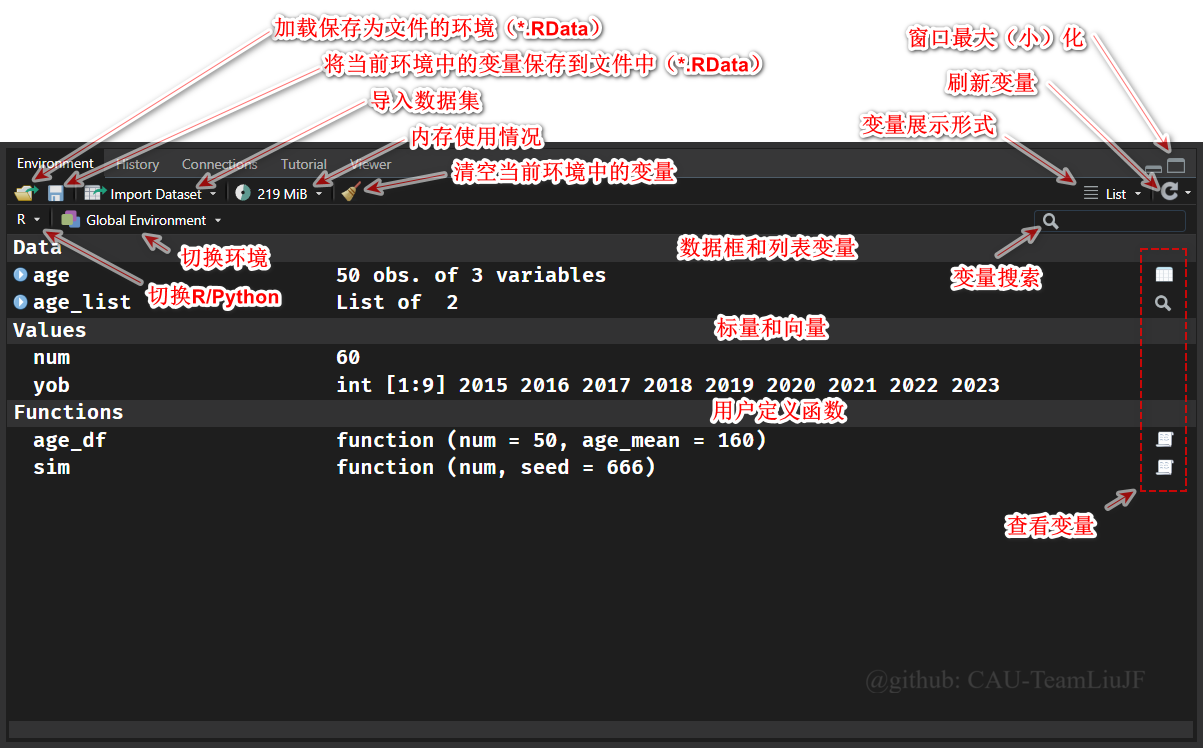 加载保存为文件的环境（*.RData）
将当前环境中的变量保存到文件中（*.RData）
窗口最大（小）化
刷新变量
导入数据集
变量展示形式
内存使用情况
Environment History Connections Tutorial Viewer
清空当前环境中的变量
Import Dataset 219 MiB List
R Global Environment
Data 数据框和列表变量
切换环境
age 50 obs. of 3 variables
变量搜索
切换R/Python
age_list List of 2
Values 标量和向量
num 60
yob int [1:9] 2015 2016 2017 2018 2019 2020 2021 2022 2023
Functions 用户定义函数
age_df function (num = 50, age_mean = 160)
sim function (num, seed = 666)
查看变量
@github: CAU-TeamLiuJF